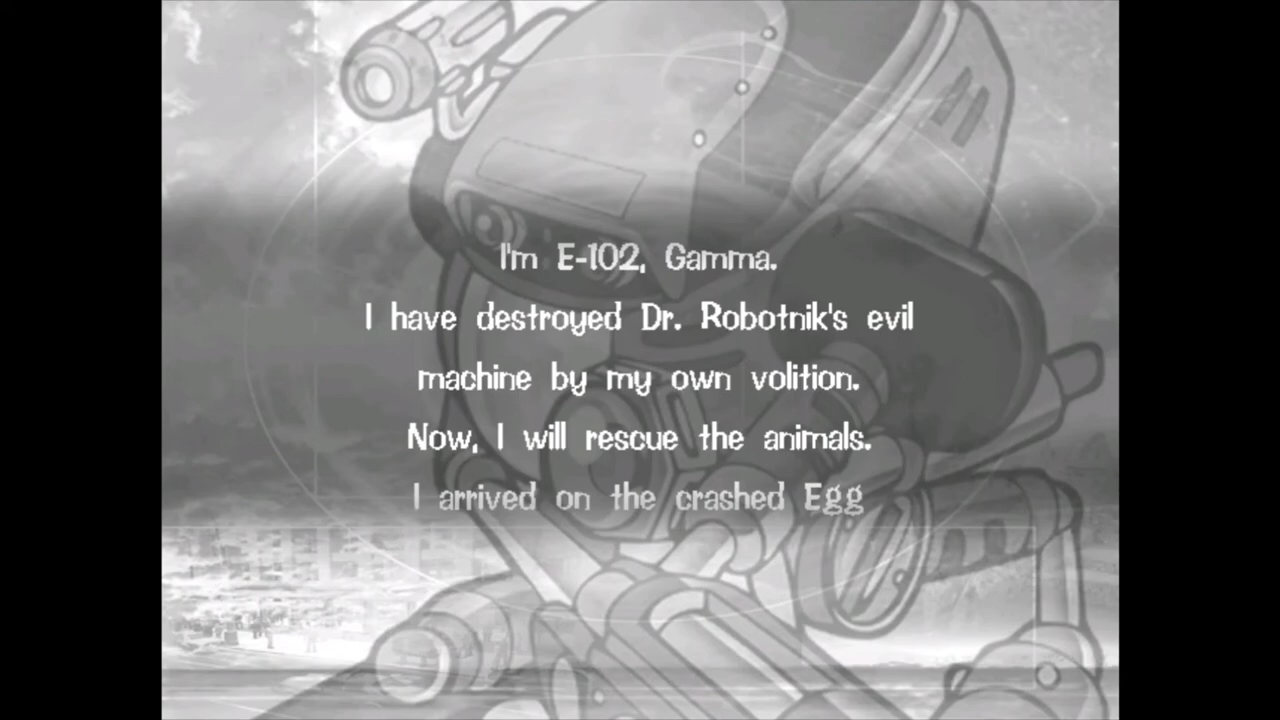 I'm E-102, Gamma.
I have destroyed Dr. Robotnik's evil
machine by my own volition.
Now, I will rescue the animals.
I arrived on the crashed Egg